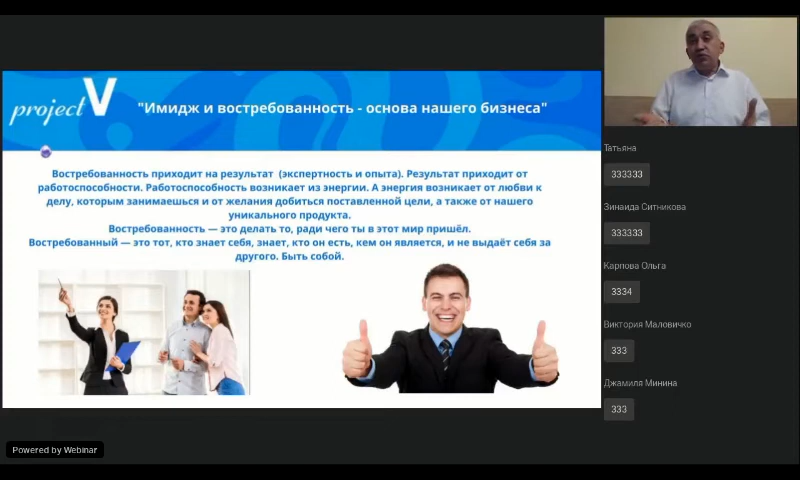 project V
"Имидж и востребованность - основа нашего бизнеса"
Востребованность приходит на результат (экспертность и опыта). Результат приходит от
работоспособности. Работоспособность возникает из энергии. А энергия возникает от любви к
делу, которым занимаешься и от желания добиться поставленной цели, а также от нашего
уникального продукта.
Востребованность — это делать то, ради чего ты в этот мир пришёл.
Востребованный — это тот, кто знает себя, знает, кто он есть, кем он является, и не выдаёт себя за
другого. Быть собой.
Татьяна
333333
Зинаида Ситникова
333333
Карпова Ольга
3334
Виктория Маловичко
333
Джамиля Минина
333
Powered by Webinar